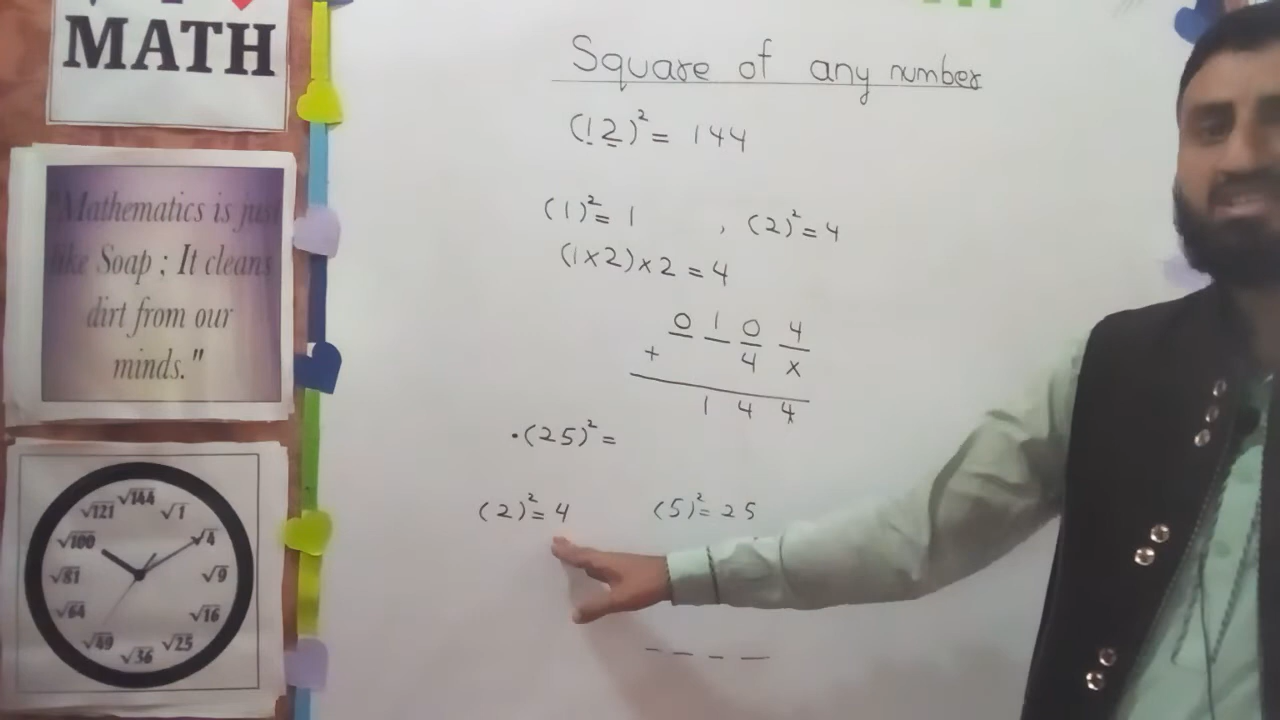 MATH
"Mathematics is just
like Soap ; It cleans
dirt from our
minds."
√144
√1
√4
√9
√16
√25
√36
√49
√64
√81
√100
√121
Square of any number
(12)² = 144
(1)² = 1 , (2)² = 4
(1×2)×2 = 4
0 1 0 4
+ 4 x
1 4 4
·(25)² =
(2)² = 4 (5)² = 25
_ _ _ _